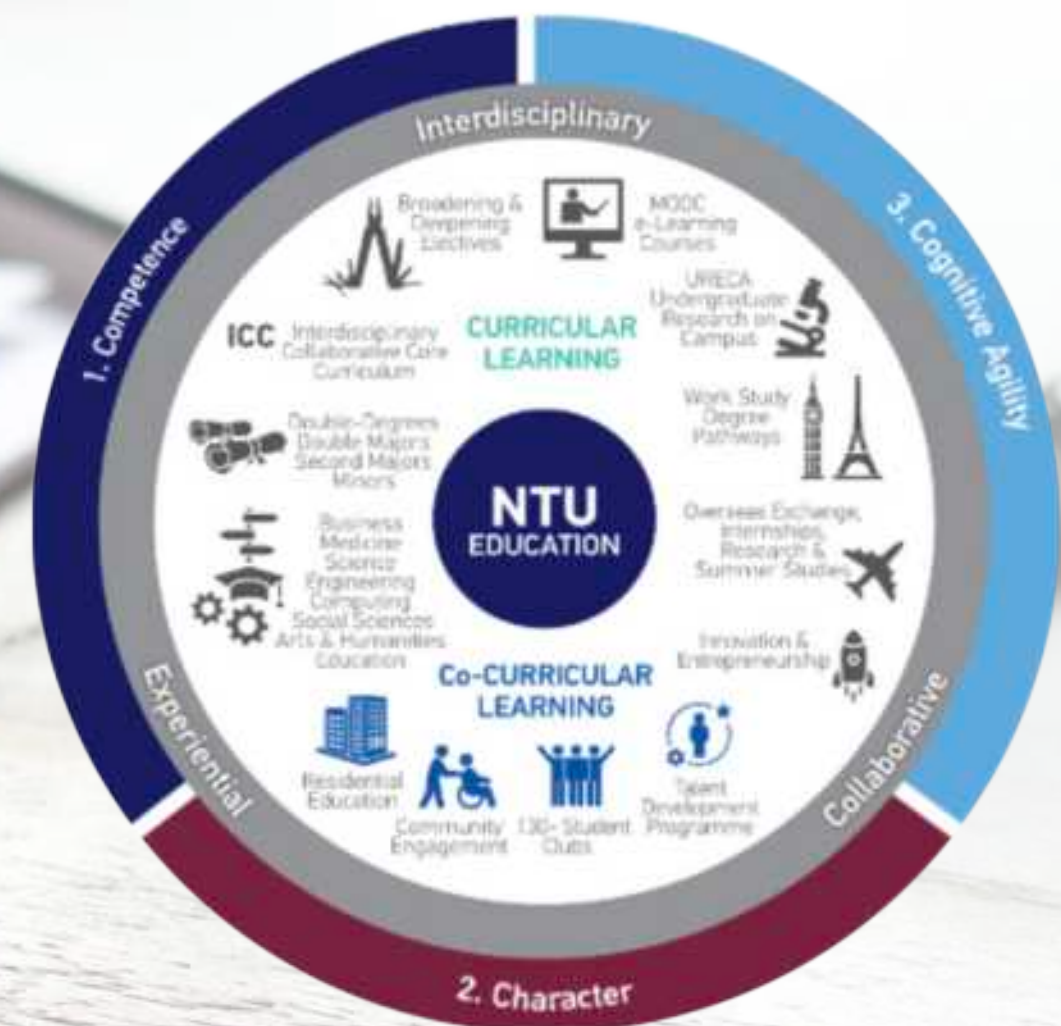 Interdisciplinary
1. Competence
3. Cognitive Agility
Broadening &
Deepening
Electives
MOOC
e-Learning
Courses
URECA
Undergraduate
Research on
Campus
CURRICULAR
LEARNING
ICC
Interdisciplinary
Collaborative Core
Curriculum
Work Study
Degree
Pathways
Double-Degrees
Double Majors
Second Majors
Minors
NTU
EDUCATION
Overseas Exchange,
Internships,
Research &
Summer Studies
Business
Medicine
Science
Engineering
Computing
Social Sciences
Arts & Humanities
Education
Innovation &
Entrepreneurship
Co-CURRICULAR
LEARNING
Experiential
Collaborative
Residential
Education
Community
Engagement
Student
Clubs
Talent
Development
Programme
2. Character